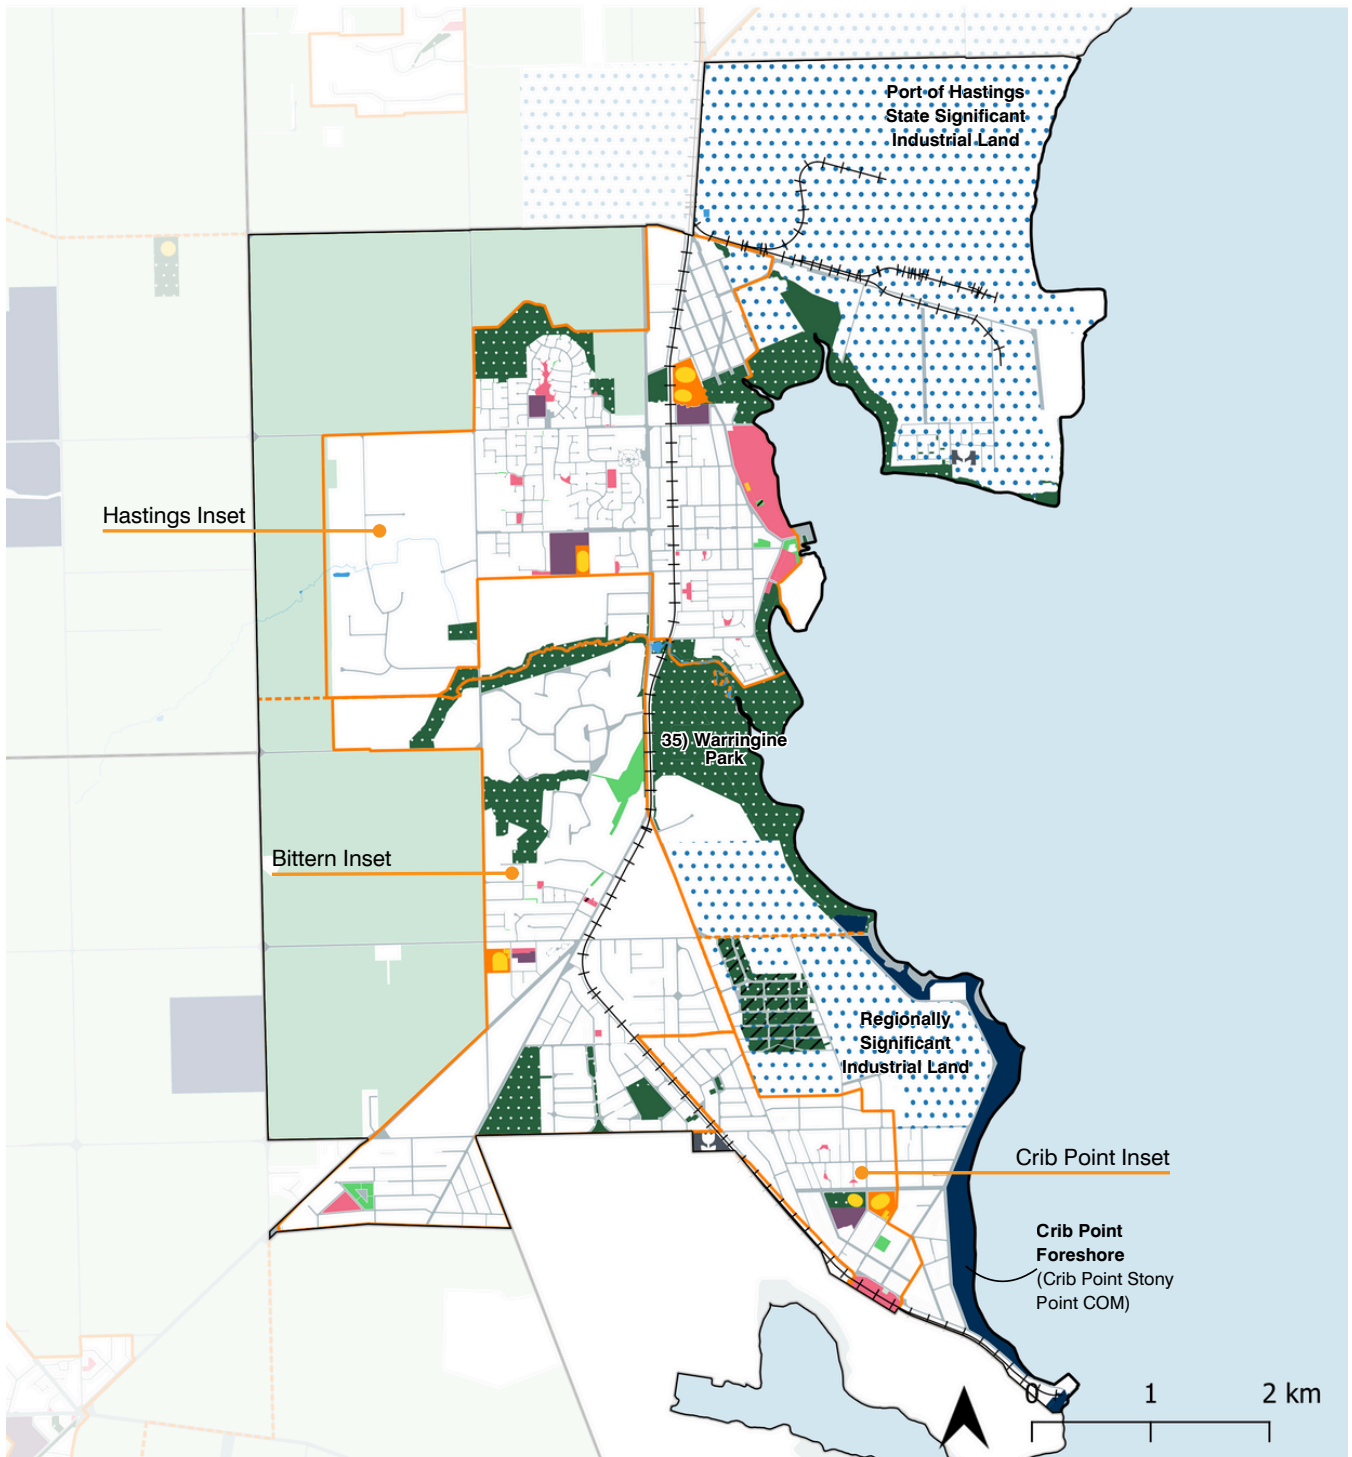 Port of Hastings
State Significant
Industrial Land
Hastings Inset
35) Warringine
Park
Bittern Inset
Regionally
Significant
Industrial Land
Crib Point Inset
Crib Point
Foreshore
(Crib Point Stony
Point COM)
0 1 2 km